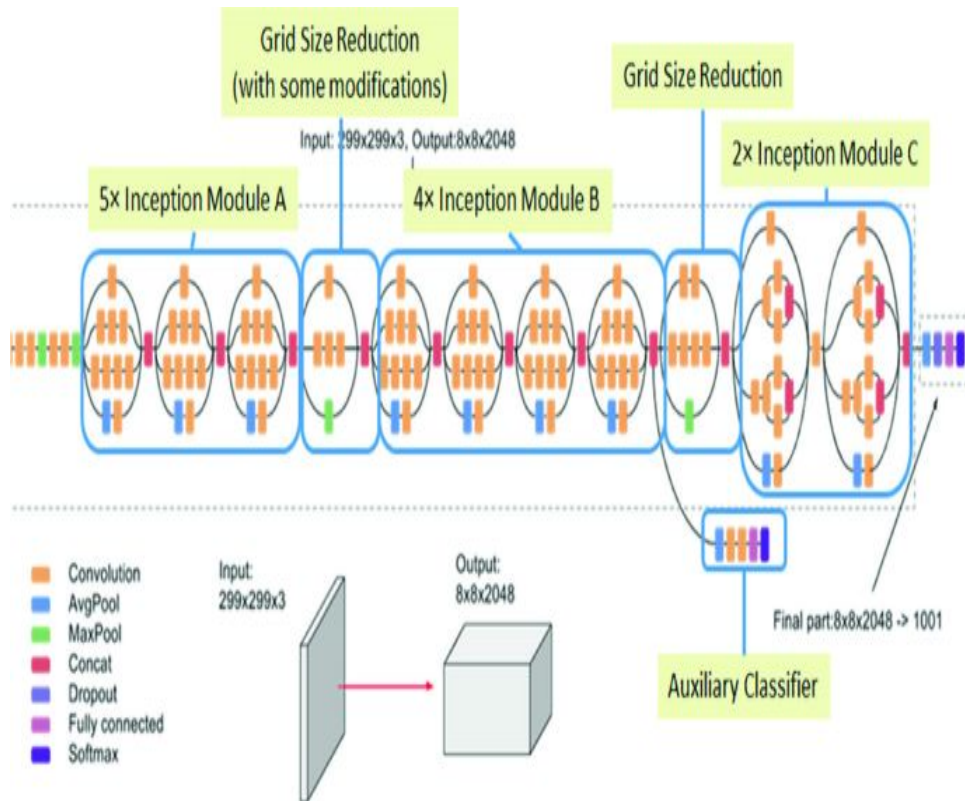 Grid Size Reduction
(with some modifications)
Grid Size Reduction
Input: 299x299x3, Output:8x8x2048
2× Inception Module C
5× Inception Module A
4× Inception Module B
Convolution
AvgPool
MaxPool
Concat
Dropout
Fully connected
Softmax
Input:
299x299x3
Output:
8x8x2048
Final part:8x8x2048 -> 1001
Auxiliary Classifier